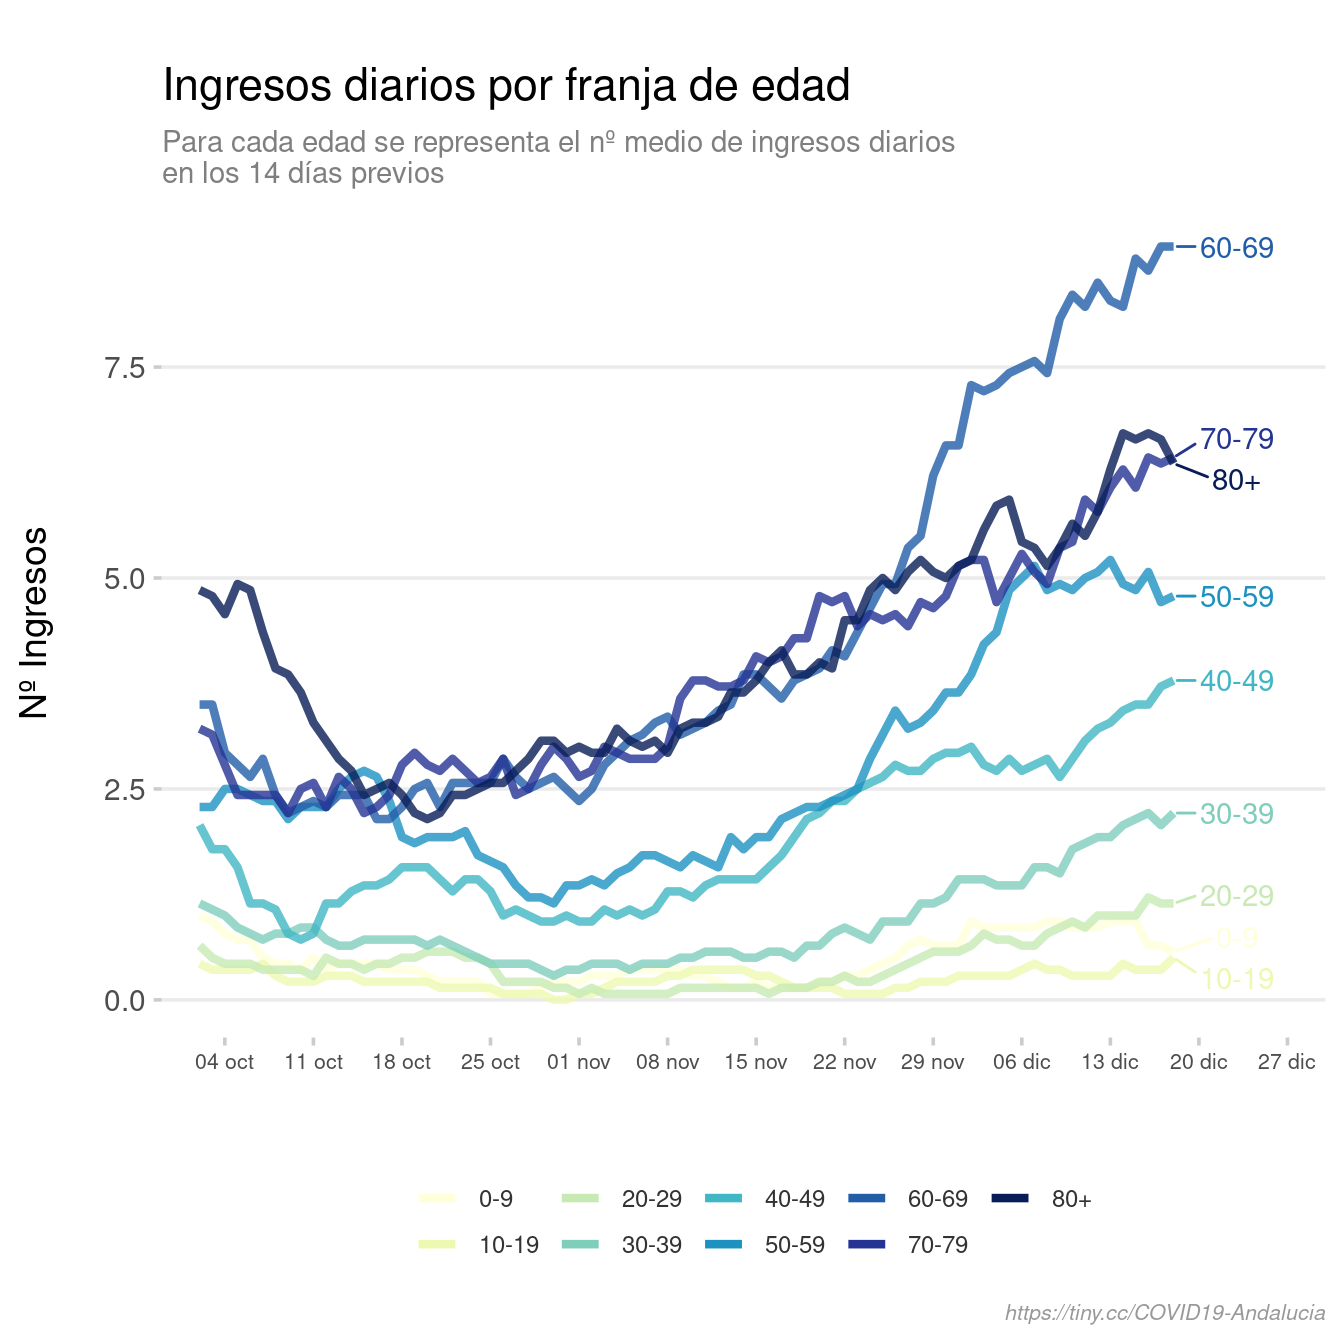 Ingresos diarios por franja de edad
Para cada edad se representa el nº medio de ingresos diarios
en los 14 días previos
Nº Ingresos
7.5
5.0
2.5
0.0
60-69
70-79
80+
50-59
40-49
30-39
20-29
0-9
10-19
04 oct 11 oct 18 oct 25 oct 01 nov 08 nov 15 nov 22 nov 29 nov 06 dic 13 dic 20 dic 27 dic
0-9 20-29 40-49 60-69 80+
10-19 30-39 50-59 70-79
https://tiny.cc/COVID19-Andalucia